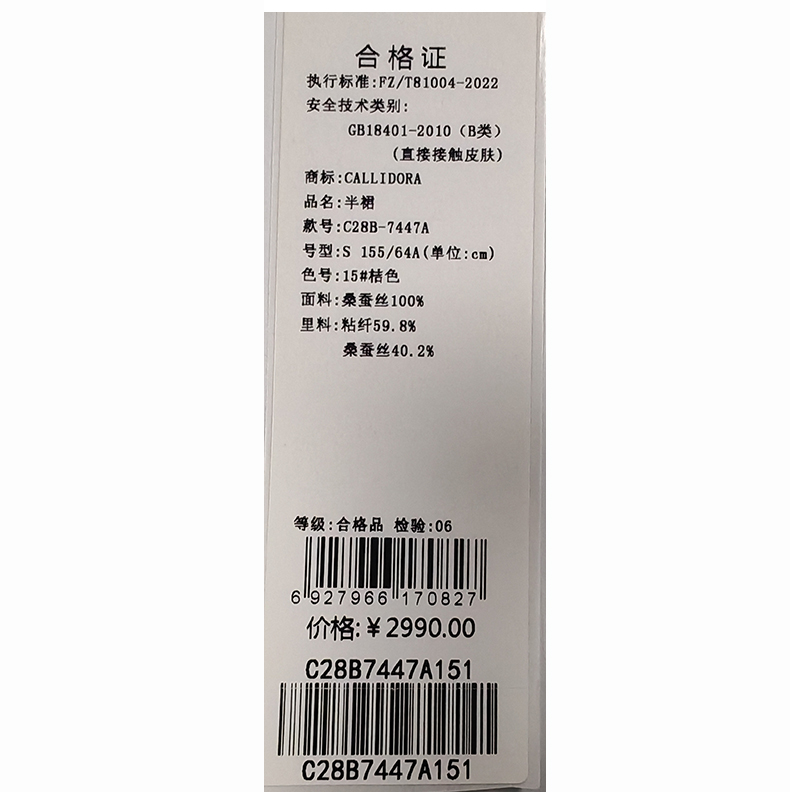 合格证
执行标准:FZ/T81004-2022
安全技术类别:
GB18401-2010（B类）
(直接接触皮肤)
商标:CALLIDORA
品名:半裙
款号:C28B-7447A
号型:S 155/64A(单位:cm)
色号:15#桔色
面料:桑蚕丝100%
里料:粘纤59.8%
桑蚕丝40.2%
等级:合格品 检验:06
6 927966 170827
价格:￥2990.00
C28B7447A151
C28B7447A151